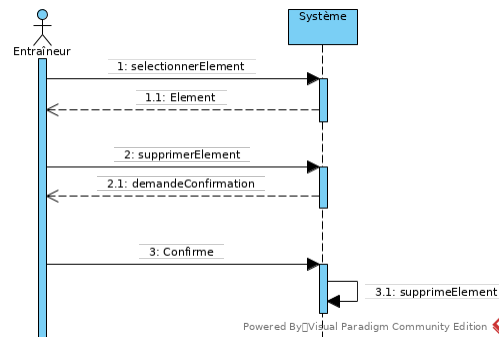 Système
Entraîneur
1: selectionnerElement
1.1: Element
2: supprimerElement
2.1: demandeConfirmation
3: Confirme
3.1: supprimeElement
Powered By Visual Paradigm Community Edition